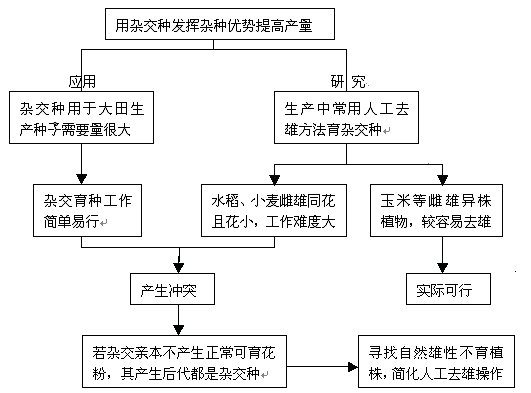 用杂交种发挥杂种优势提高产量
应用
研究
杂交种用于大田生
产种子需要量很大
生产中常用人工去
雄方法育杂交种
杂交育种工作
简单易行
水稻、小麦雌雄同花
且花小，工作难度大
玉米等雌雄异株
植物，较容易去雄
产生冲突
实际可行
若杂交亲本不产生正常可育花
粉，其产生后代都是杂交种
寻找自然雄性不育植
株，简化人工去雄操作